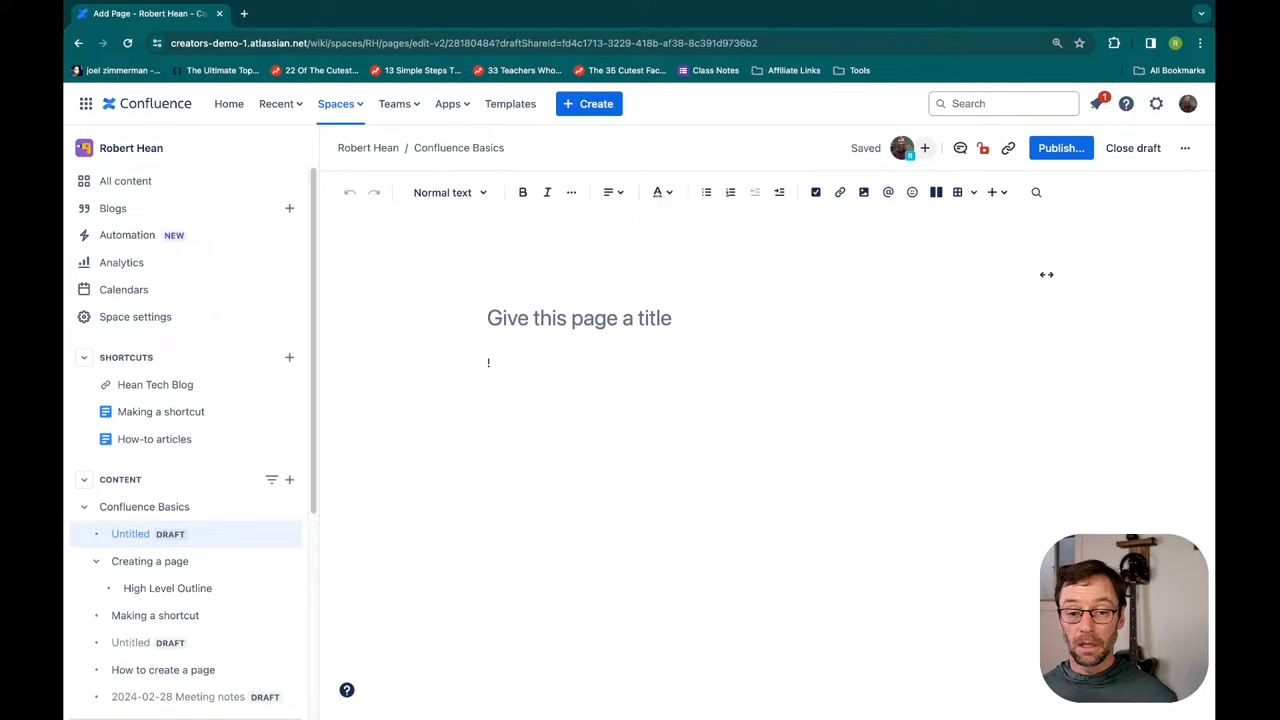 Add Page - Robert Hean - Co
creators-demo-1.atlassian.net/wiki/spaces/RH/pages/edit-v2/28180484?draftShareId=fd4c1713-3229-418b-af38-8c391d9736b2
R
joel zimmerman -... The Ultimate Top... 22 Of The Cutest... 13 Simple Steps T... 33 Teachers Who... The 35 Cutest Fac... Class Notes Affiliate Links Tools All Bookmarks
Confluence Home Recent Spaces Teams Apps Templates + Create Search 1
Robert Hean
Robert Hean / Confluence Basics Saved R Publish... Close draft
All content
Normal text B I A
Blogs
Automation NEW
Analytics
Calendars
Space settings
Give this page a title
!
SHORTCUTS
Hean Tech Blog
Making a shortcut
How-to articles
CONTENT
Confluence Basics
Untitled DRAFT
Creating a page
High Level Outline
Making a shortcut
Untitled DRAFT
How to create a page
2024-02-28 Meeting notes DRAFT